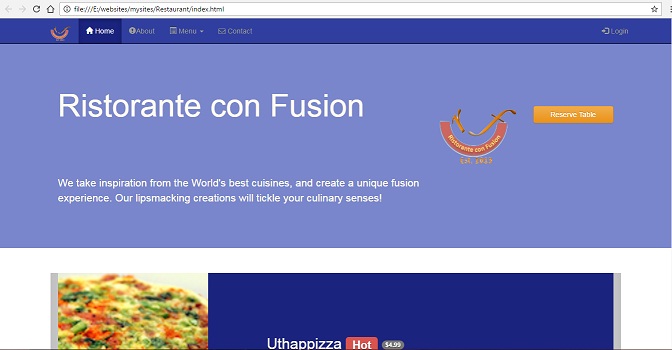 file:///E:/websites/mysites/Restaurant/index.html
Home About Menu Contact Login
Ristorante con Fusion
Ristorante con Fusion
Reserve Table
We take inspiration from the World's best cuisines, and create a unique fusion
experience. Our lipsmacking creations will tickle your culinary senses!
Uthappizza Hot $4.99